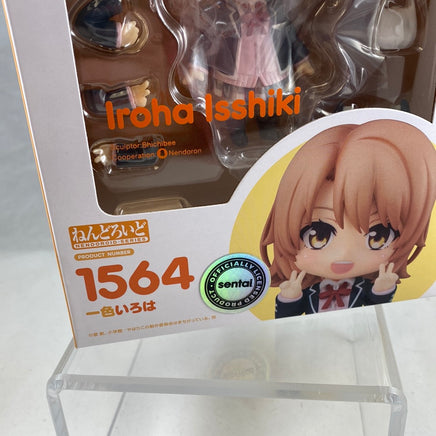 Iroha Isshiki
Sculptor:Bhichibee
Cooperation: Nendoron
ねんどろいど
NENDOROID·SERIES
PRODUCT NUMBER
1564
一色いろは
OFFICIALLY LICENSED PRODUCT
sentai